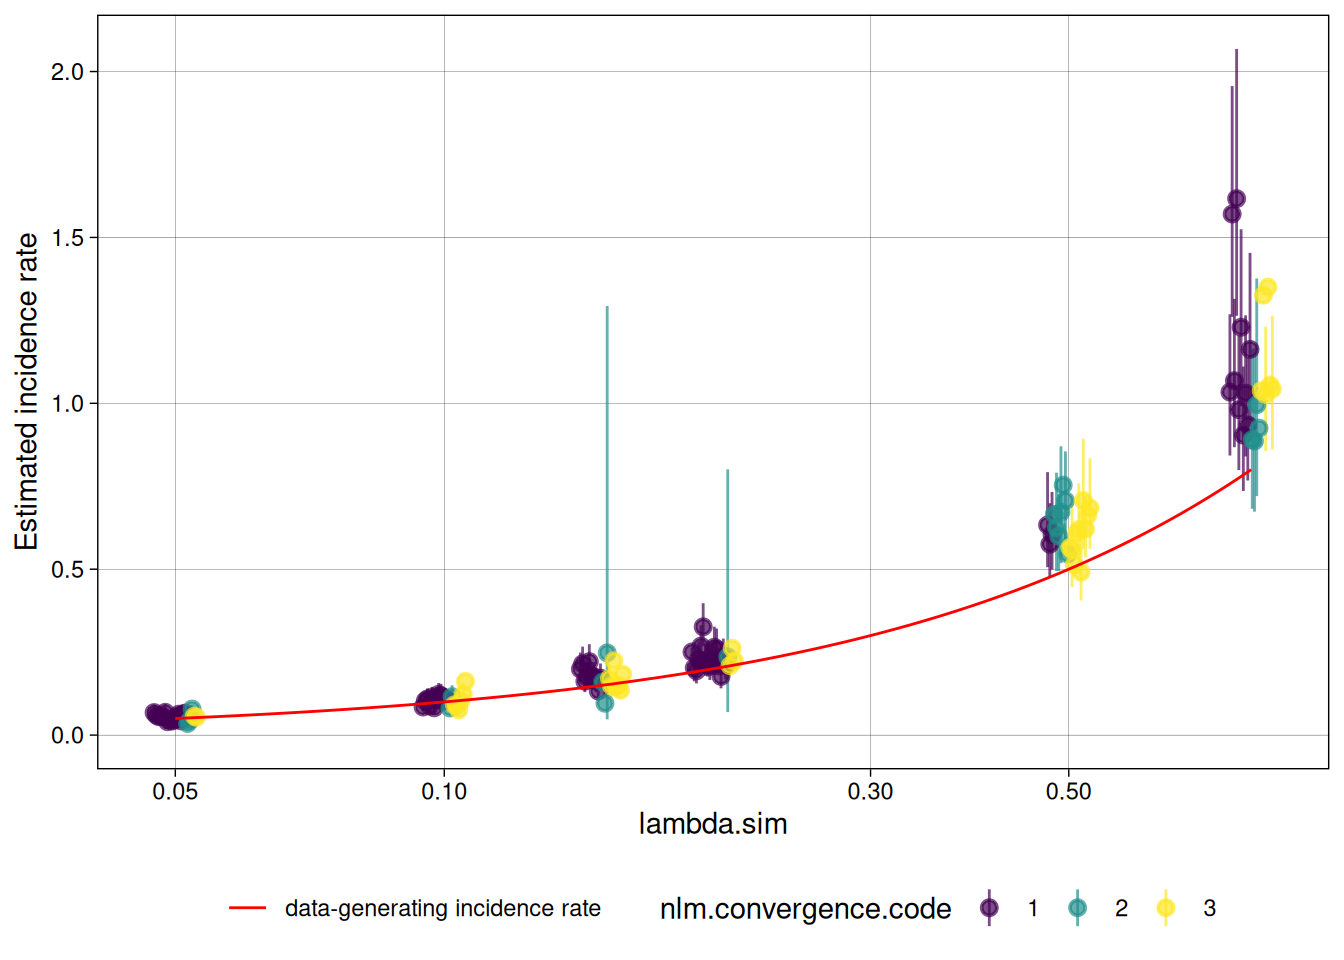 2.0
1.5
1.0
0.5
0.0
Estimated incidence rate
0.05 0.10 0.30 0.50
lambda.sim
data-generating incidence rate nlm.convergence.code 1 2 3